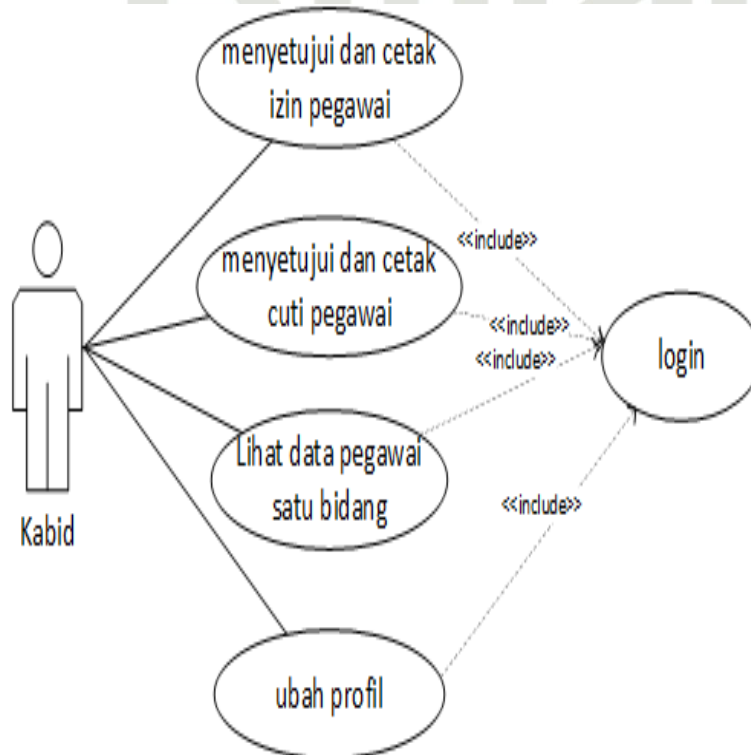 menyetujui dan cetak
izin pegawai
<<include>>
menyetujui dan cetak
cuti pegawai
<<include>>
<<include>>
login
Lihat data pegawai
satu bidang
<<include>>
Kabid
ubah profil